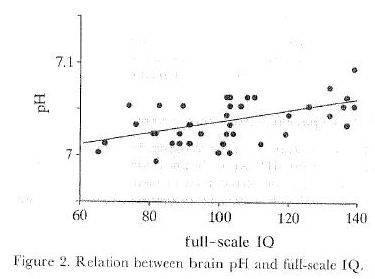 7.1
pH
7
60 80 100 120 140
full-scale IQ
Figure 2. Relation between brain pH and full-scale IQ.